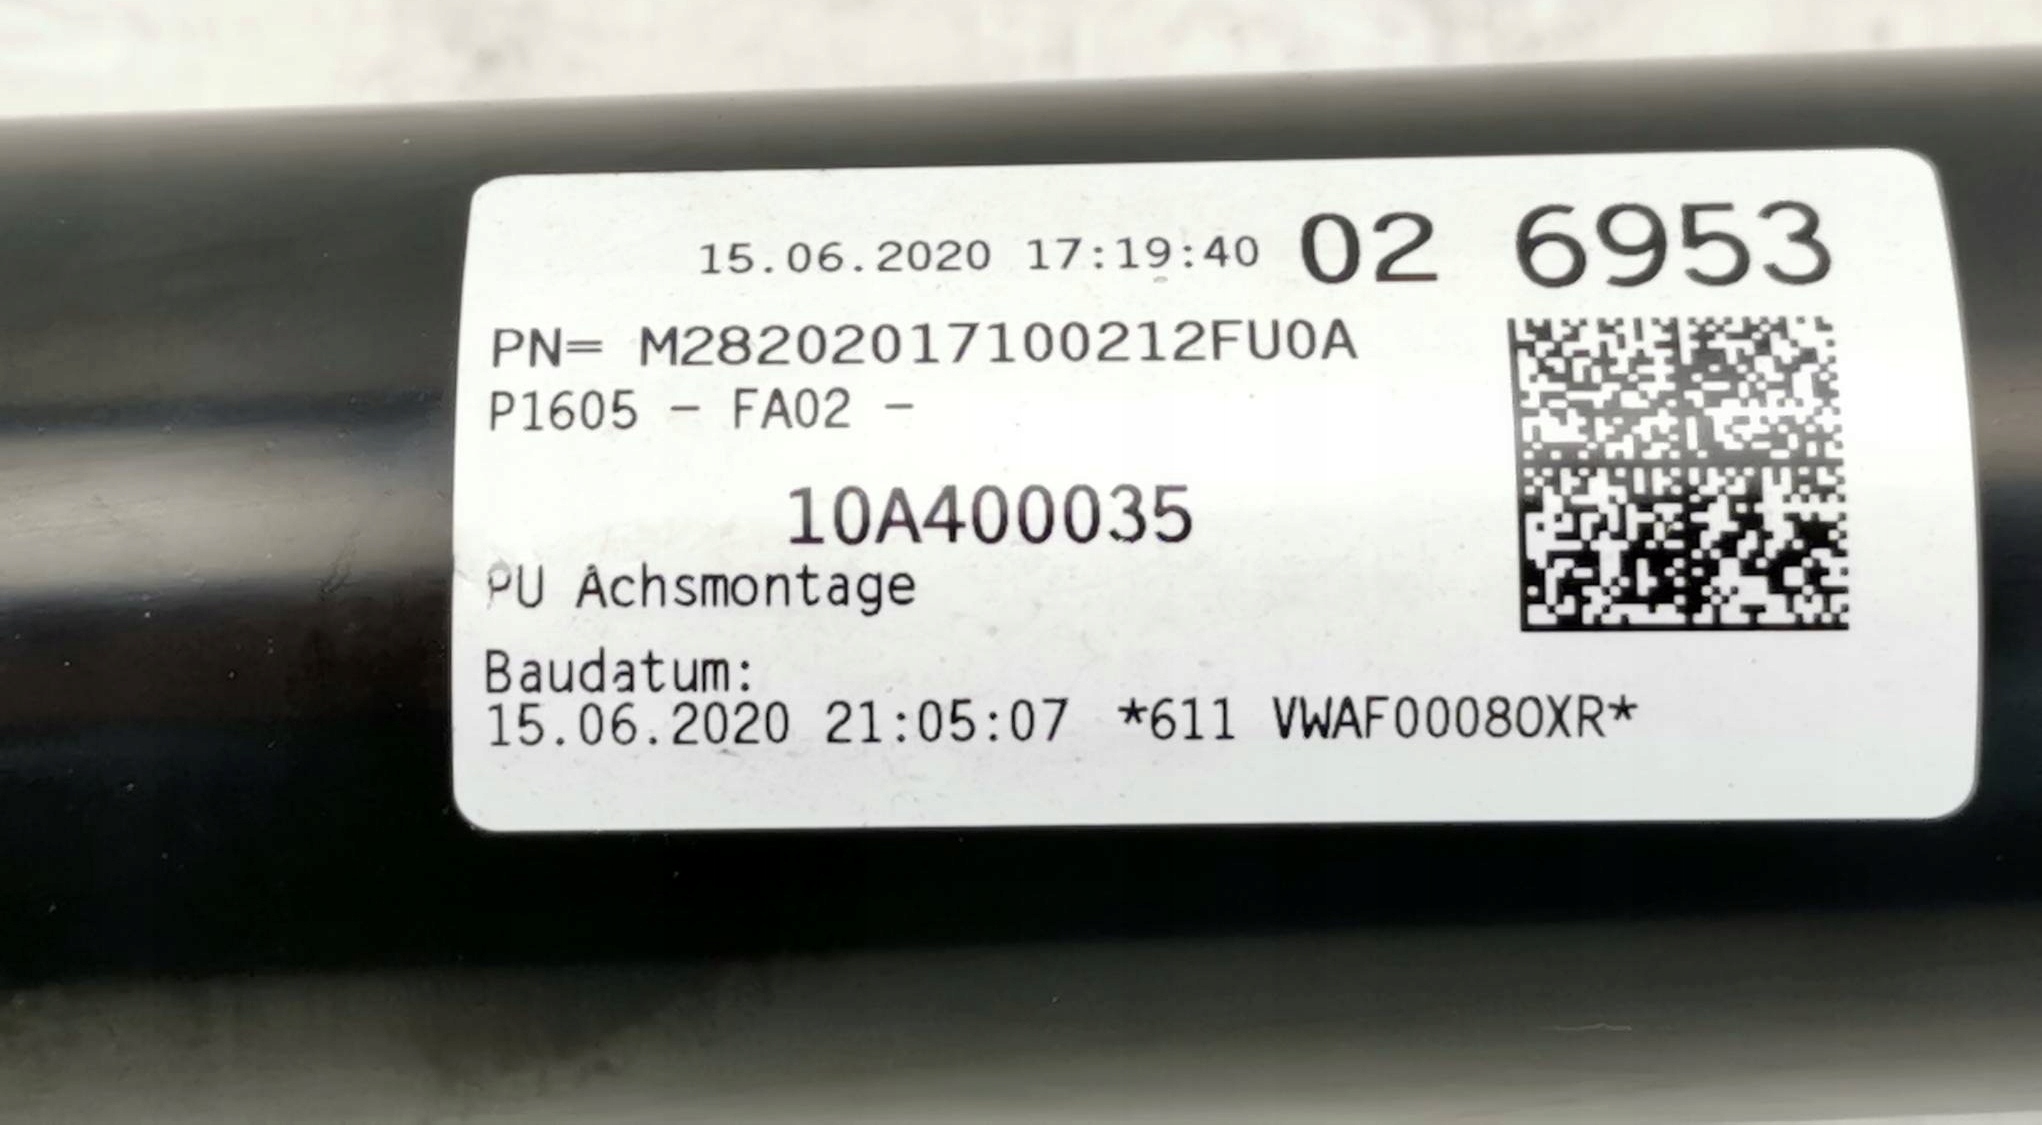 15.06.2020 17:19:40 02 6953
PN= M28202017100212FU0A
P1605 - FA02 -
10A400035
PU Achsmontage
Baudatum:
15.06.2020 21:05:07 *611 VWAF00080XR*